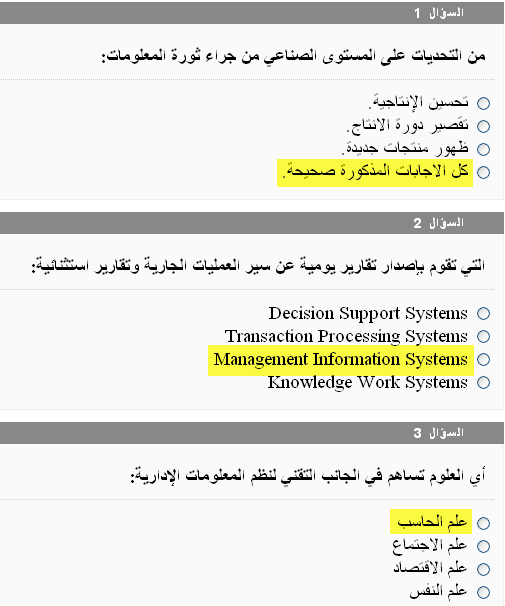 السؤال 1
من التحديات على المستوى الصناعي من جراء ثورة المعلومات:
تحسين الإنتاجية.
تقصير دورة الانتاج.
ظهور منتجات جديدة.
كل الاجابات المذكورة صحيحة.
السؤال 2
التي تقوم بإصدار تقارير يومية عن سير العمليات الجارية وتقارير استثنائية:
Decision Support Systems
Transaction Processing Systems
Management Information Systems
Knowledge Work Systems
السؤال 3
أي العلوم تساهم في الجانب التقني لنظم المعلومات الإدارية:
علم الحاسب
علم الاجتماع
علم الاقتصاد
علم النفس